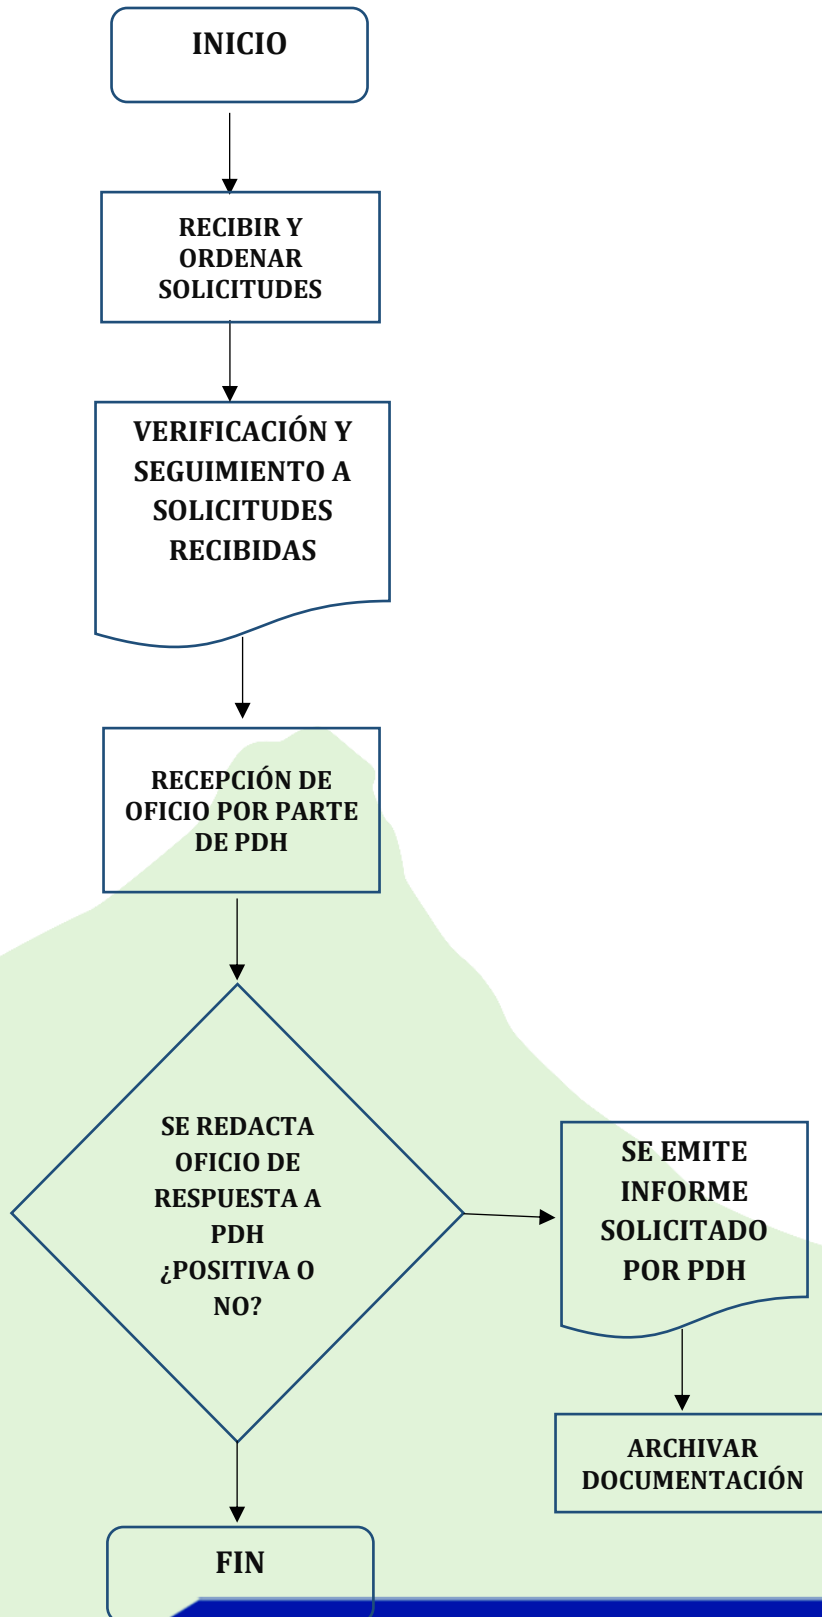 INICIO
RECIBIR Y
ORDENAR
SOLICITUDES
VERIFICACIÓN Y
SEGUIMIENTO A
SOLICITUDES
RECIBIDAS
RECEPCIÓN DE
OFICIO POR PARTE
DE PDH
SE REDACTA
OFICIO DE
RESPUESTA A
PDH
¿POSITIVA O
NO?
SE EMITE
INFORME
SOLICITADO
POR PDH
ARCHIVAR
DOCUMENTACIÓN
FIN